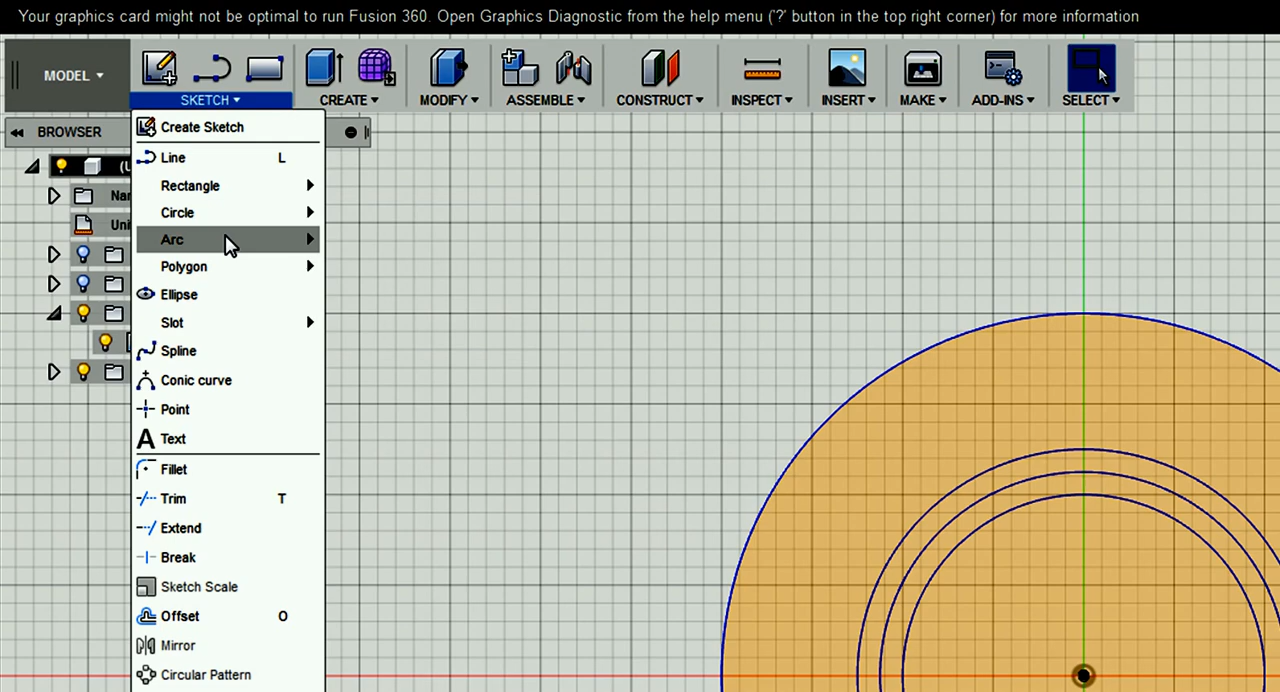 Your graphics card might not be optimal to run Fusion 360. Open Graphics Diagnostic from the help menu ('?' button in the top right corner) for more information
MODEL
SKETCH
CREATE
MODIFY
ASSEMBLE
CONSTRUCT
INSPECT
INSERT
MAKE
ADD-INS
SELECT
BROWSER
Create Sketch
Line L
Rectangle
Circle
Arc
Polygon
Ellipse
Slot
Spline
Conic curve
Point
A Text
Fillet
Trim T
Extend
Break
Sketch Scale
Offset O
Mirror
Circular Pattern
(U
Nar
Uni